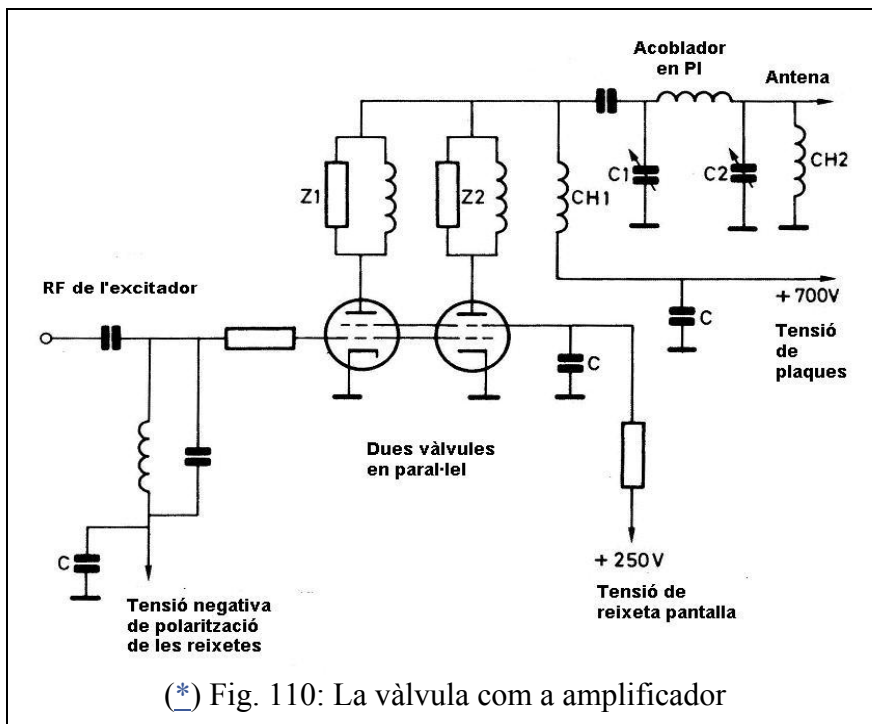 Acoblador
en PI
Antena
Z1
Z2
CH1
C1
C2
CH2
RF de l'excitador
+700V
C
Tensió
de
plaques
C
Dues vàlvules
en paral·lel
C
+250V
Tensió negativa
de polarització
de les reixetes
Tensió de
reixeta pantalla
(*) Fig. 110: La vàlvula com a amplificador